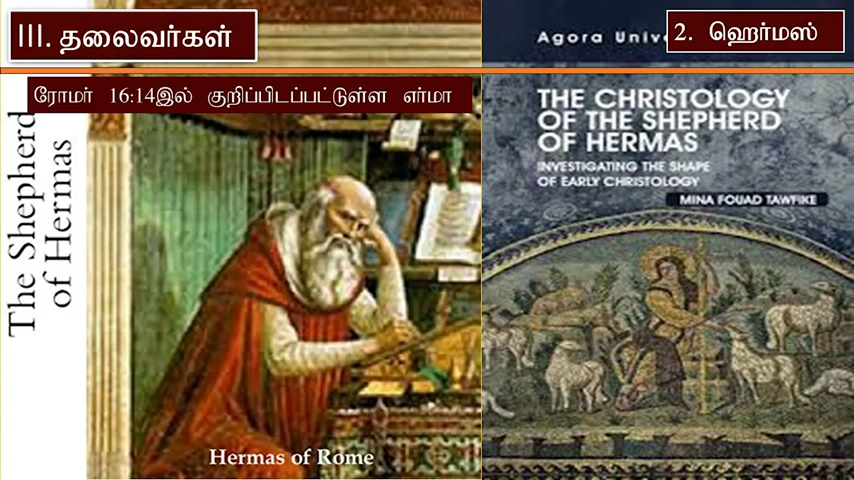 III. தலைவர்கள்
2. ஹெர்மஸ்
ரோமர் 16:14இல் குறிப்பிடப்பட்டுள்ள எர்மா
The Shepherd
of Hermas
Hermas of Rome
Agora Unive
THE CHRISTOLOGY
OF THE SHEPHERD
OF HERMAS
INVESTIGATING THE SHAPE
OF EARLY CHRISTOLOGY
MINA FOUAD TAWFIKE